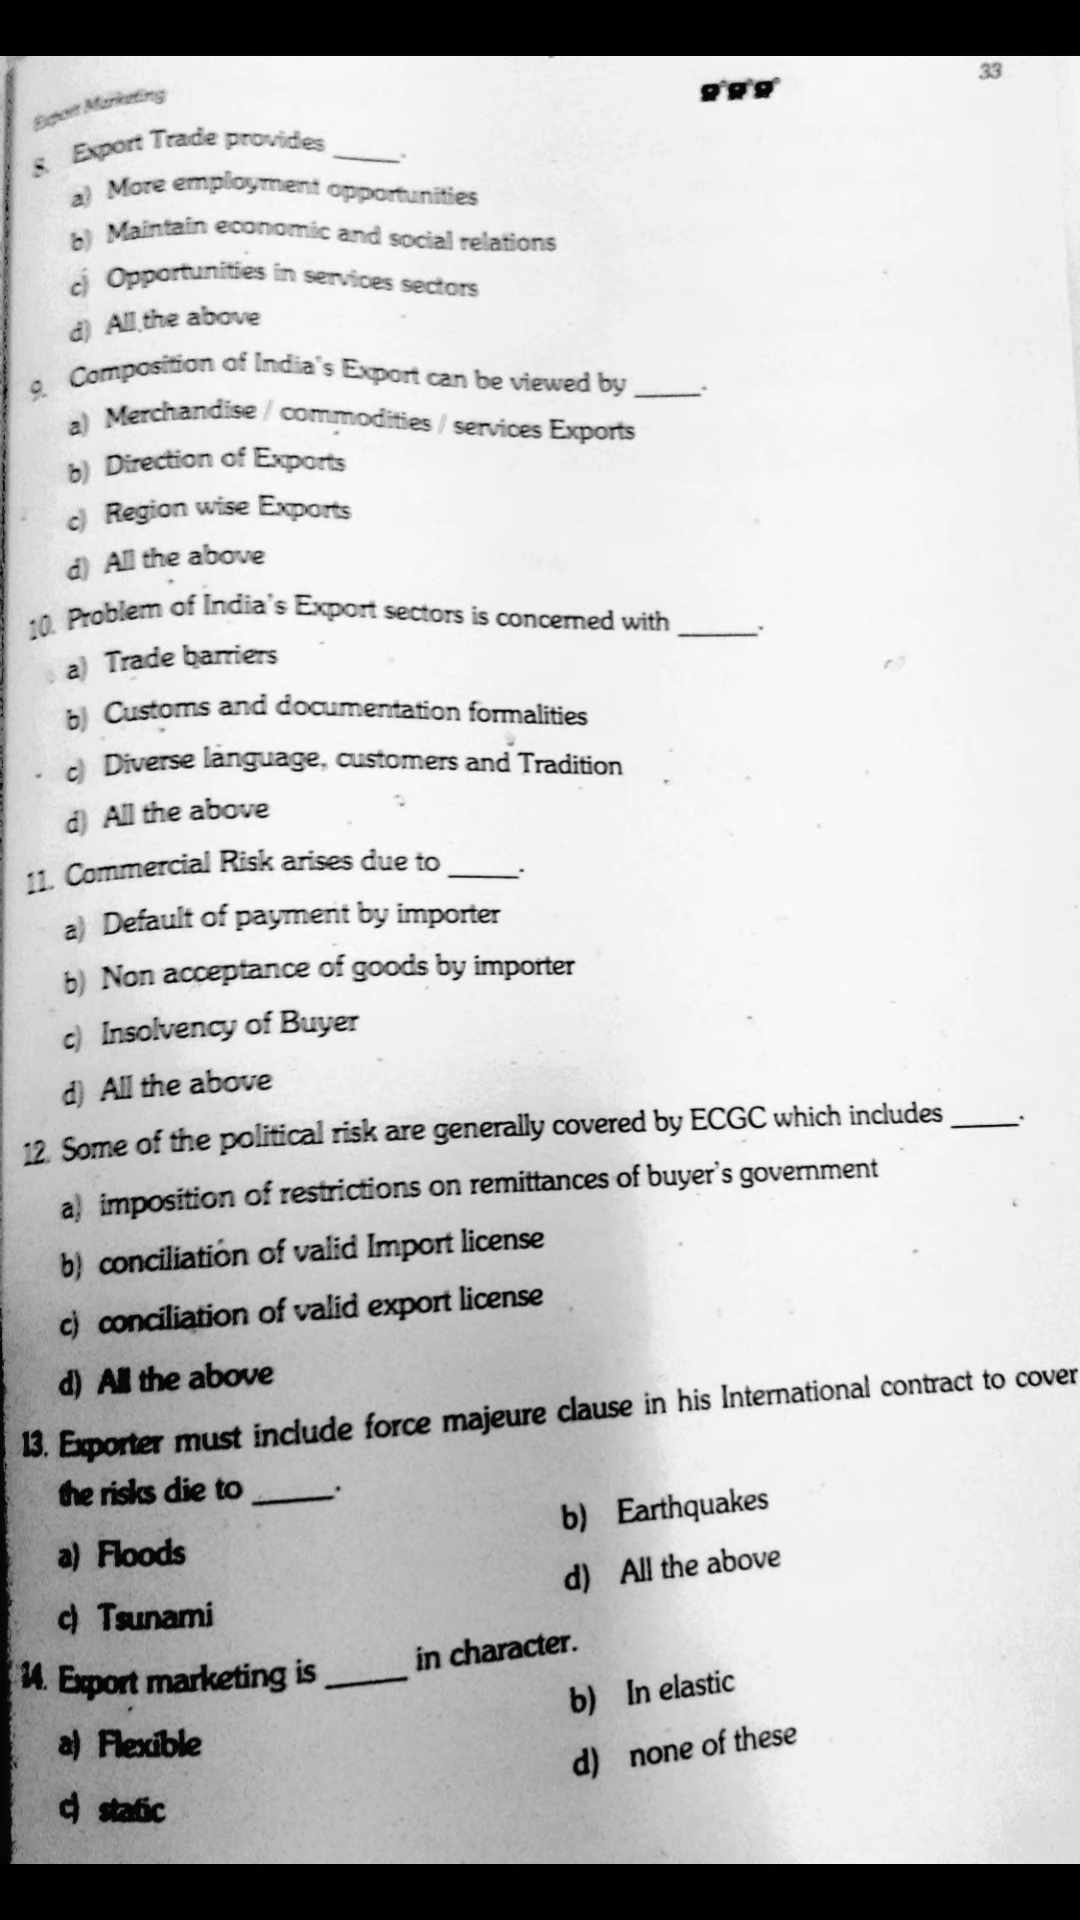 Export Marketing
33
8. Export Trade provides _____.
a) More employment opportunities
b) Maintain economic and social relations
c) Opportunities in services sectors
d) All the above
9. Composition of India's Export can be viewed by _____.
a) Merchandise / commodities / services Exports
b) Direction of Exports
c) Region wise Exports
d) All the above
10. Problem of India's Export sectors is concerned with _____.
a) Trade barriers
b) Customs and documentation formalities
c) Diverse language, customers and Tradition
d) All the above
11. Commercial Risk arises due to _____.
a) Default of payment by importer
b) Non acceptance of goods by importer
c) Insolvency of Buyer
d) All the above
12. Some of the political risk are generally covered by ECGC which includes _____.
a) imposition of restrictions on remittances of buyer's government
b) conciliation of valid Import license
c) conciliation of valid export license
d) All the above
13. Exporter must include force majeure clause in his International contract to cover
the risks die to _____.
a) Floods
b) Earthquakes
c) Tsunami
d) All the above
14. Export marketing is _____ in character.
a) Flexible
b) In elastic
c) static
d) none of these